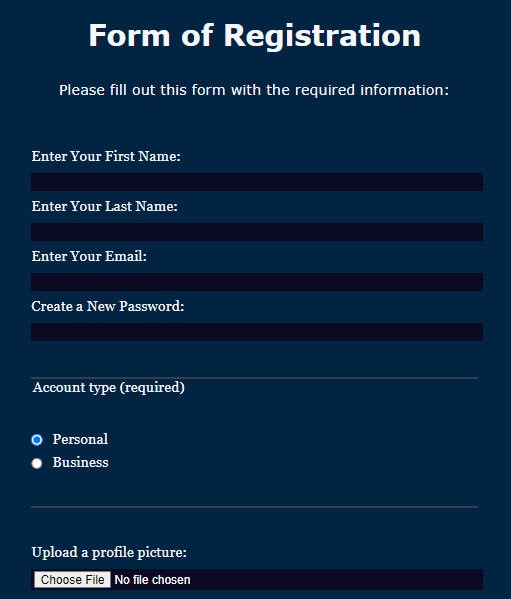 Form of Registration
Please fill out this form with the required information:
Enter Your First Name:
Enter Your Last Name:
Enter Your Email:
Create a New Password:
Account type (required)
Personal
Business
Upload a profile picture:
Choose File No file chosen